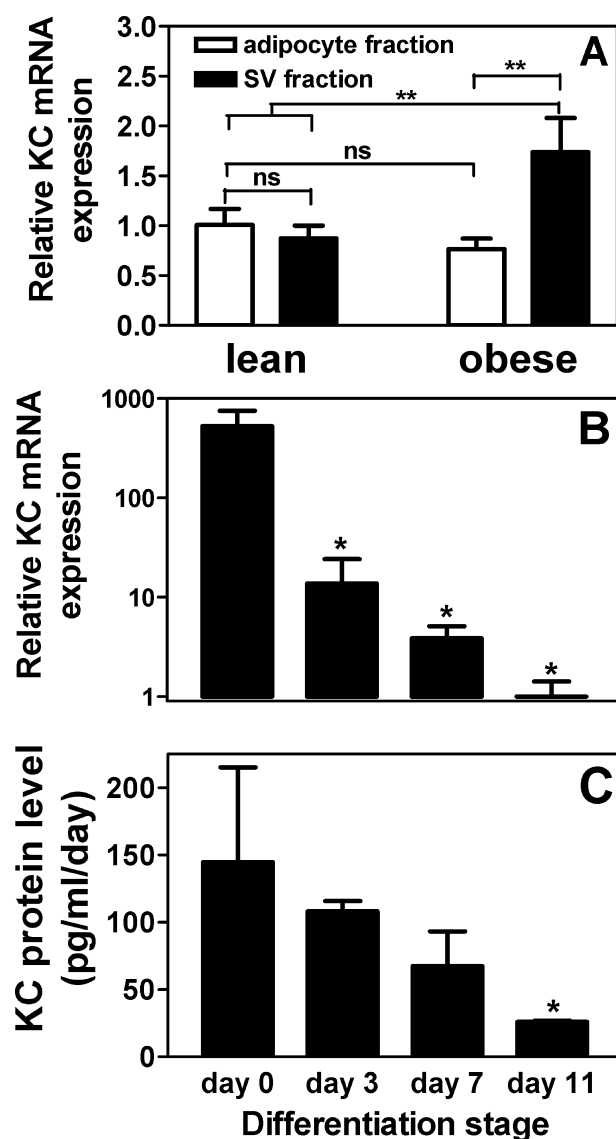 3.0
2.5
2.0
1.5
1.0
0.5
0.0
Relative KC mRNA
expression
adipocyte fraction
SV fraction
A
**
**
ns
ns
lean obese
1000
100
10
1
Relative KC mRNA
expression
B
*
*
*
200
150
100
50
0
KC protein level
(pg/ml/day)
C
*
day 0 day 3 day 7 day 11
Differentiation stage